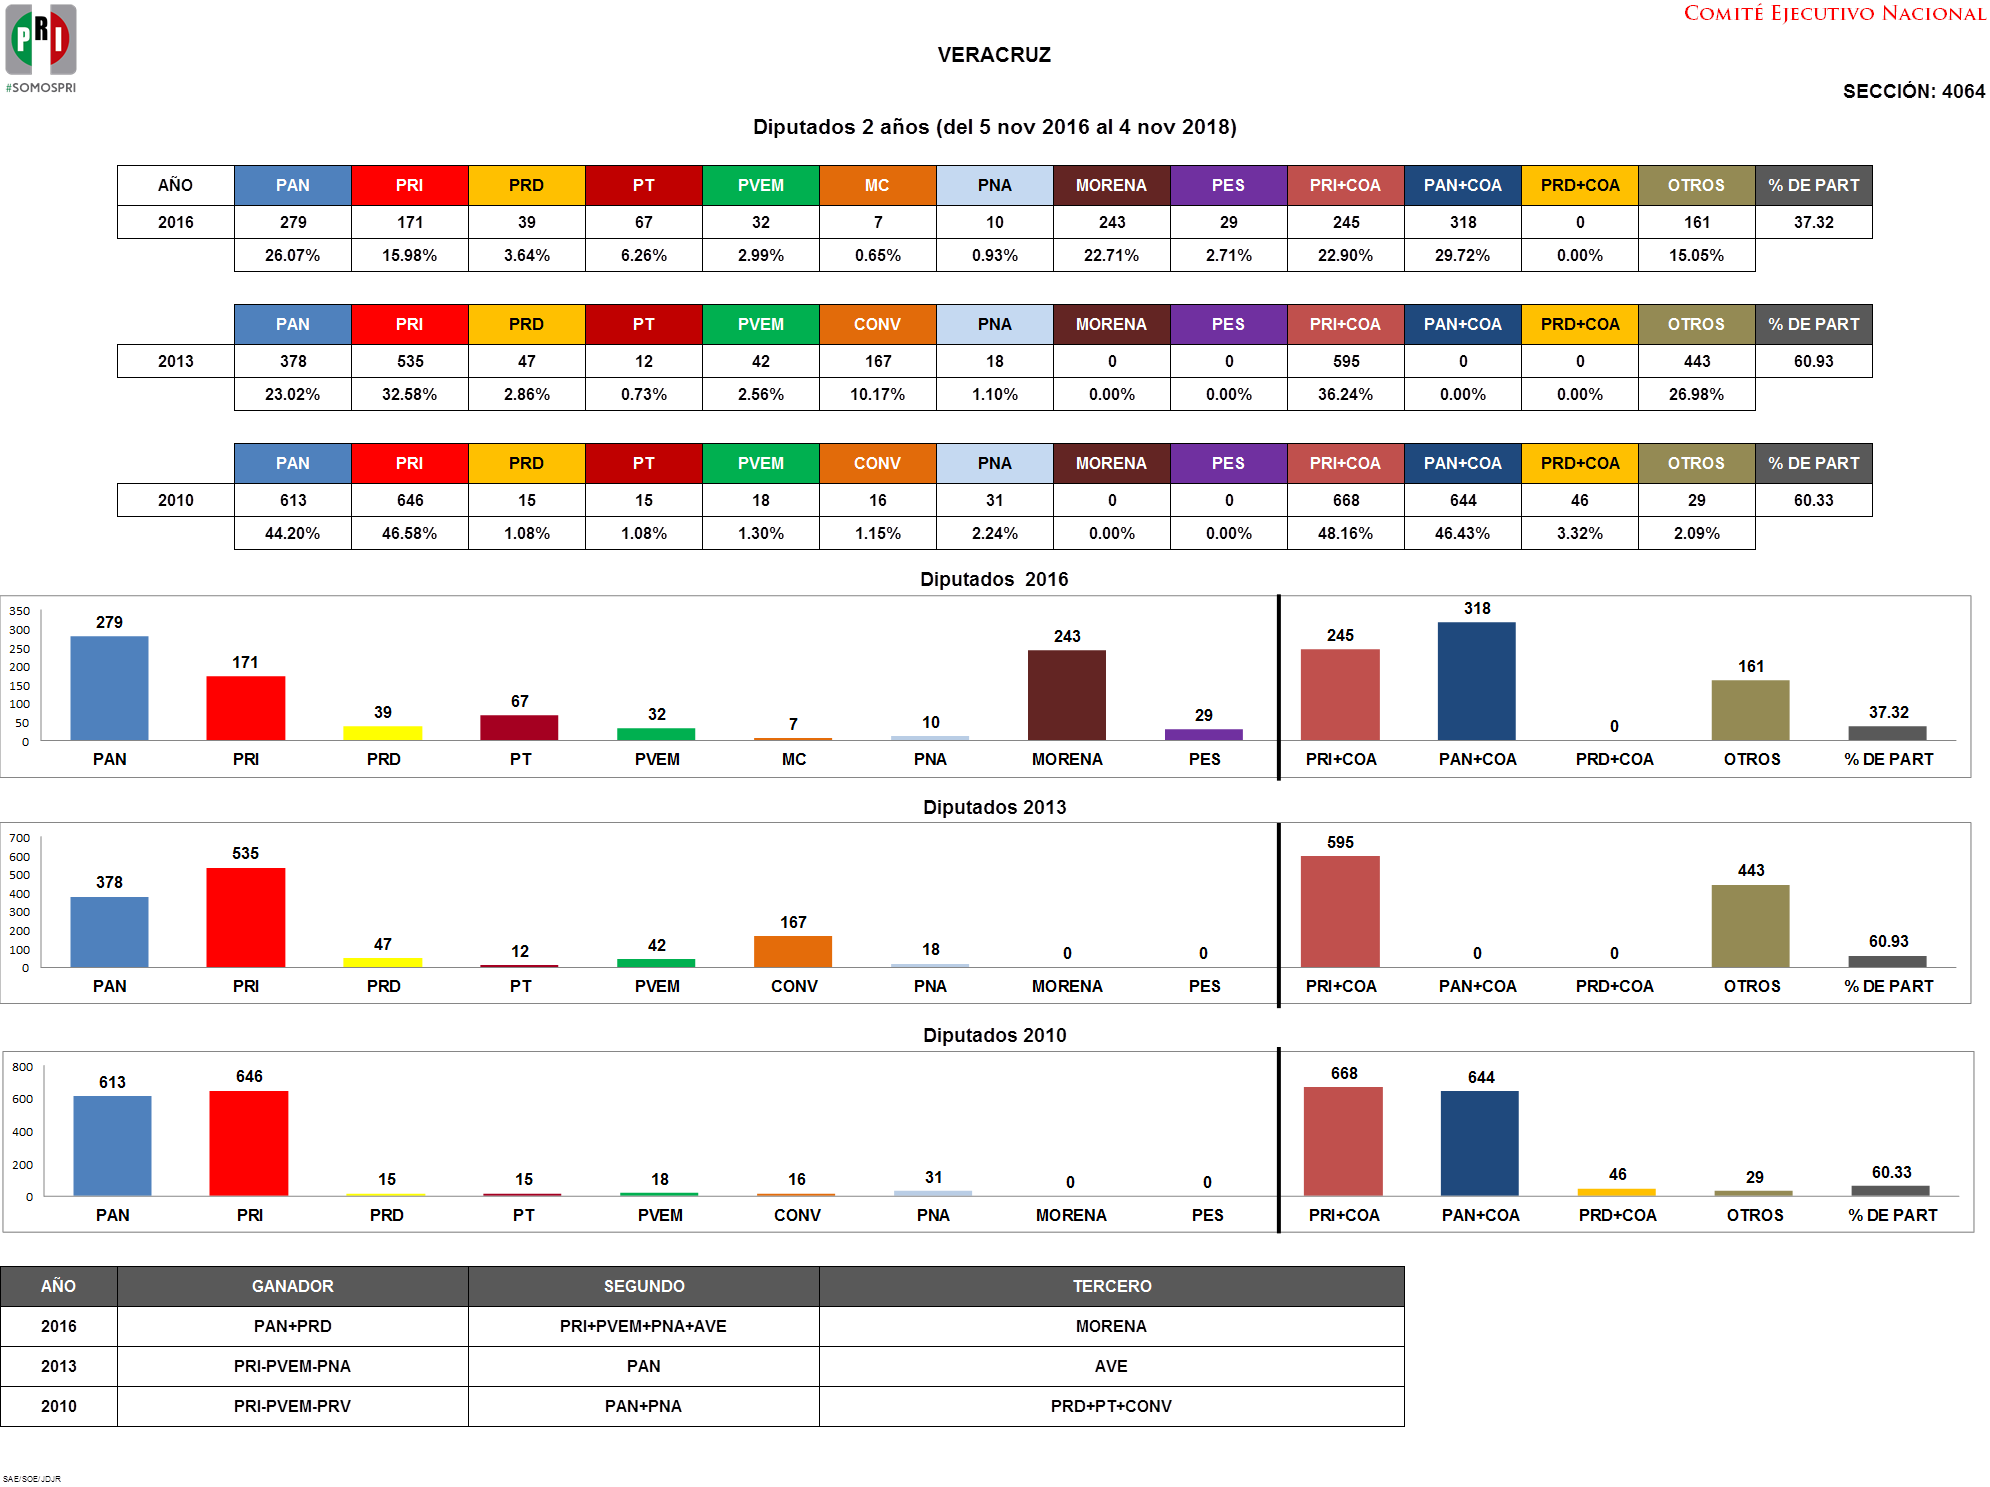 PRI
#SOMOSPRI
COMITÉ EJECUTIVO NACIONAL
VERACRUZ
SECCIÓN: 4064
Diputados 2 años (del 5 nov 2016 al 4 nov 2018)
AÑO PAN PRI PRD PT PVEM MC PNA MORENA PES PRI+COA PAN+COA PRD+COA OTROS % DE PART
2016 279 171 39 67 32 7 10 243 29 245 318 0 161 37.32
26.07% 15.98% 3.64% 6.26% 2.99% 0.65% 0.93% 22.71% 2.71% 22.90% 29.72% 0.00% 15.05%
PAN PRI PRD PT PVEM CONV PNA MORENA PES PRI+COA PAN+COA PRD+COA OTROS % DE PART
2013 378 535 47 12 42 167 18 0 0 595 0 0 443 60.93
23.02% 32.58% 2.86% 0.73% 2.56% 10.17% 1.10% 0.00% 0.00% 36.24% 0.00% 0.00% 26.98%
PAN PRI PRD PT PVEM CONV PNA MORENA PES PRI+COA PAN+COA PRD+COA OTROS % DE PART
2010 613 646 15 15 18 16 31 0 0 668 644 46 29 60.33
44.20% 46.58% 1.08% 1.08% 1.30% 1.15% 2.24% 0.00% 0.00% 48.16% 46.43% 3.32% 2.09%
Diputados 2016
350
300
250
200
150
100
50
0
279 171 39 67 32 7 10 243 29 245 318 0 161 37.32
PAN PRI PRD PT PVEM MC PNA MORENA PES PRI+COA PAN+COA PRD+COA OTROS % DE PART
Diputados 2013
700
600
500
400
300
200
100
0
378 535 47 12 42 167 18 0 0 595 0 0 443 60.93
PAN PRI PRD PT PVEM CONV PNA MORENA PES PRI+COA PAN+COA PRD+COA OTROS % DE PART
Diputados 2010
800
600
400
200
0
613 646 15 15 18 16 31 0 0 668 644 46 29 60.33
PAN PRI PRD PT PVEM CONV PNA MORENA PES PRI+COA PAN+COA PRD+COA OTROS % DE PART
AÑO GANADOR SEGUNDO TERCERO
2016 PAN+PRD PRI+PVEM+PNA+AVE MORENA
2013 PRI-PVEM-PNA PAN AVE
2010 PRI-PVEM-PRV PAN+PNA PRD+PT+CONV
SAE/SOE/JDJR